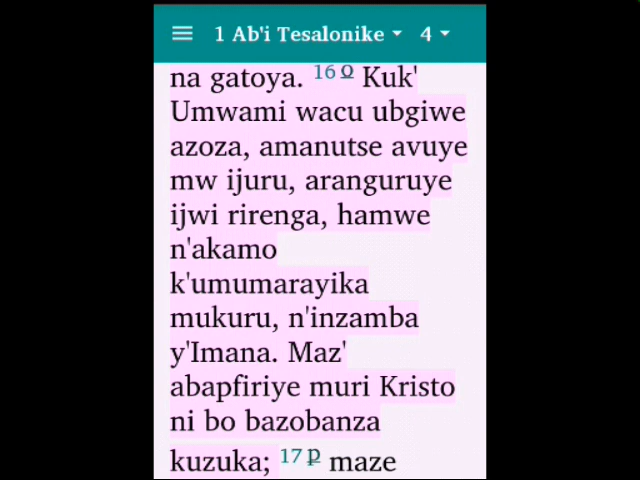 1 Ab'i Tesalonike 4
na gatoya. 16 Kuk'
Umwami wacu ubgiwe
azoza, amanutse avuye
mw ijuru, aranguruye
ijwi rirenga, hamwe
n'akamo
k'umumarayika
mukuru, n'inzamba
y'Imana. Maz'
abapfiriye muri Kristo
ni bo bazobanza
kuzuka; 17 maze